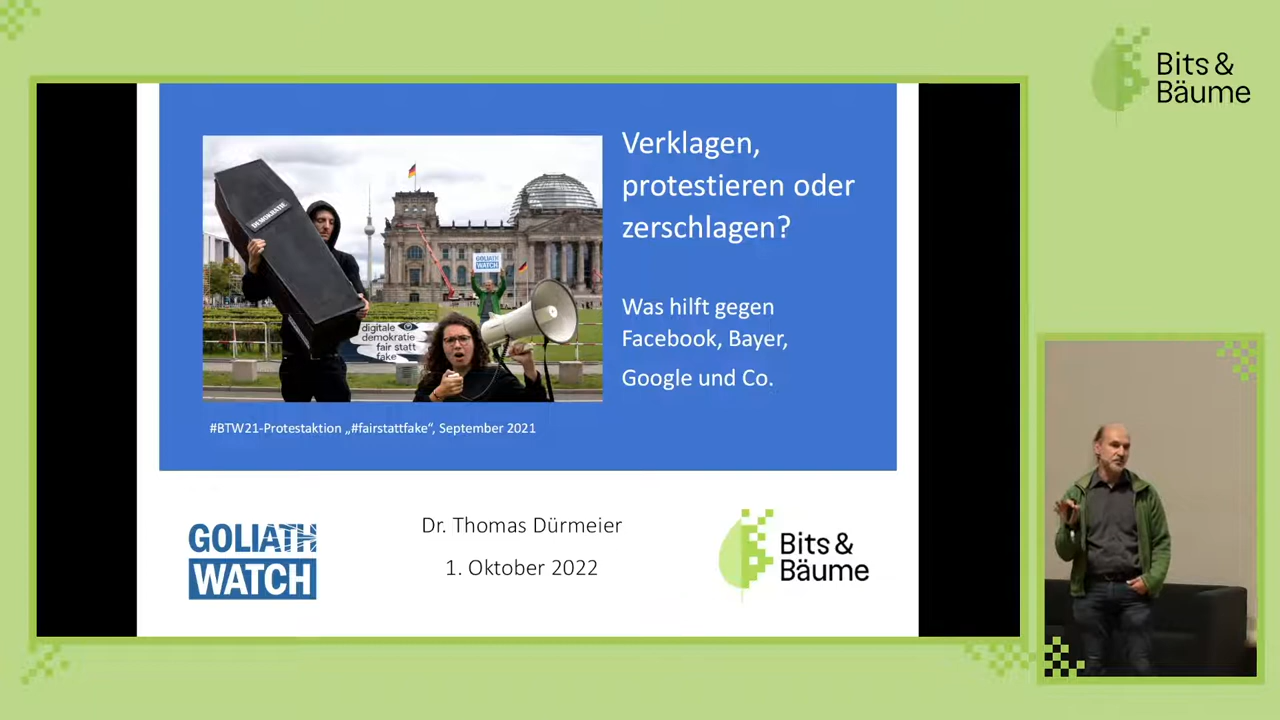 Bits &
Bäume
Verklagen,
protestieren oder
zerschlagen?
Was hilft gegen
Facebook, Bayer,
Google und Co.
DEMOKRATIE
GOLIATH
WATCH
digitale
demokratie
fair statt
fake
#BTW21-Protestaktion „#fairstattfake“, September 2021
GOLIATH
WATCH
Dr. Thomas Dürmeier
1. Oktober 2022
Bits &
Bäume